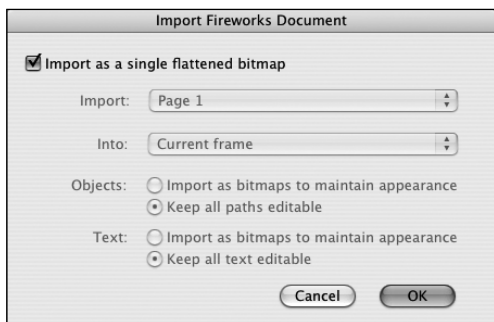 Import Fireworks Document
Import as a single flattened bitmap
Import: Page 1
Into: Current frame
Objects: Import as bitmaps to maintain appearance
Keep all paths editable
Text: Import as bitmaps to maintain appearance
Keep all text editable
Cancel OK